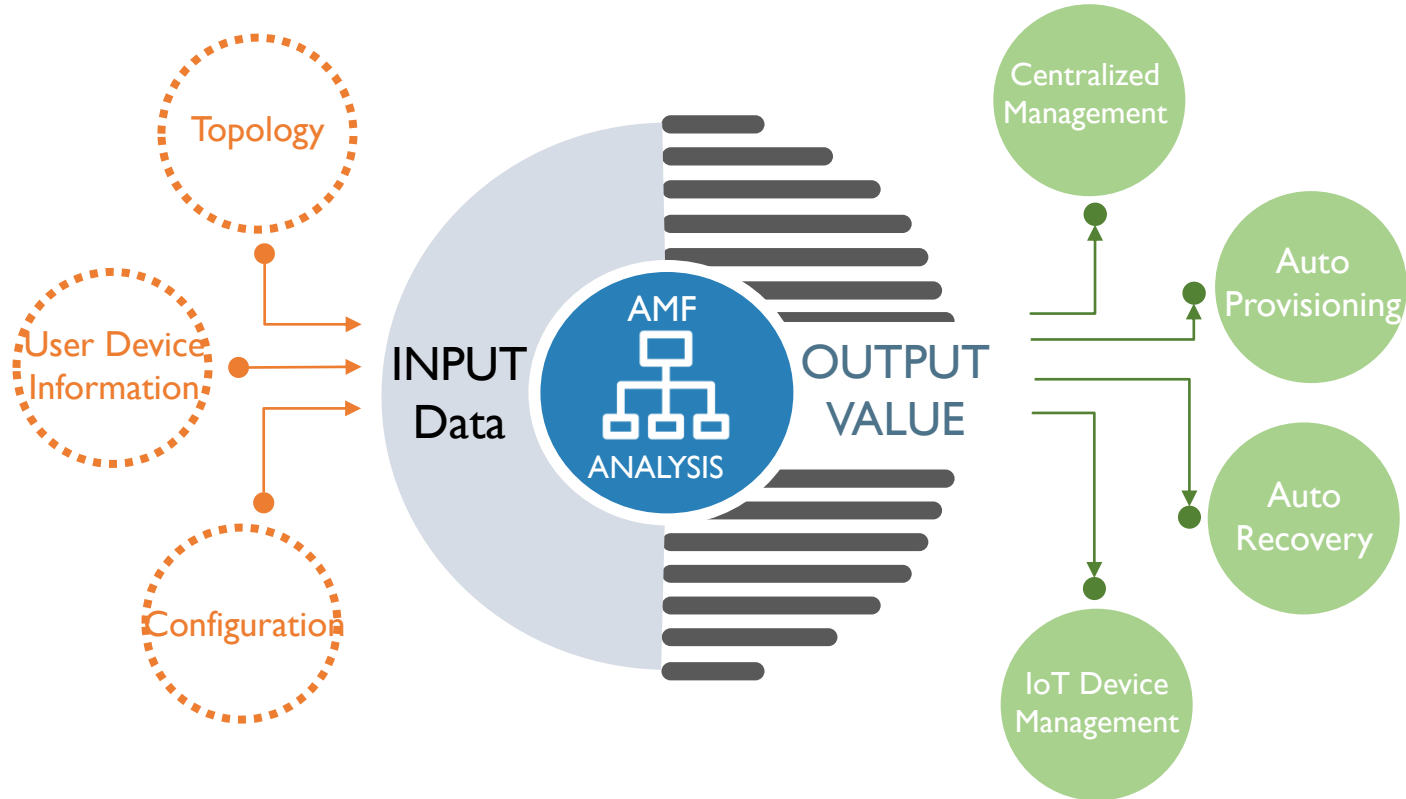 Topology
User Device
Information
Configuration
INPUT
Data
AMF
ANALYSIS
OUTPUT
VALUE
Centralized
Management
Auto
Provisioning
Auto
Recovery
IoT Device
Management